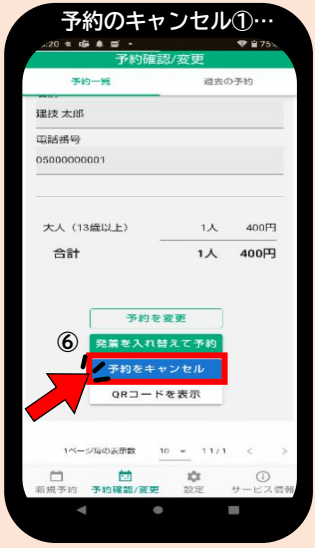 予約のキャンセル①…
:20
75%
予約確認/変更
予約一覧 過去の予約
建技 太郎
電話番号
05000000001
大人（13歳以上） 1人 400円
合計 1人 400円
予約を変更
⑥ 発着を入れ替えて予約
予約をキャンセル
QRコードを表示
1ページ毎の表示数 10 1 1 / 1 < >
新規予約 予約確認/変更 設定 サービス情報